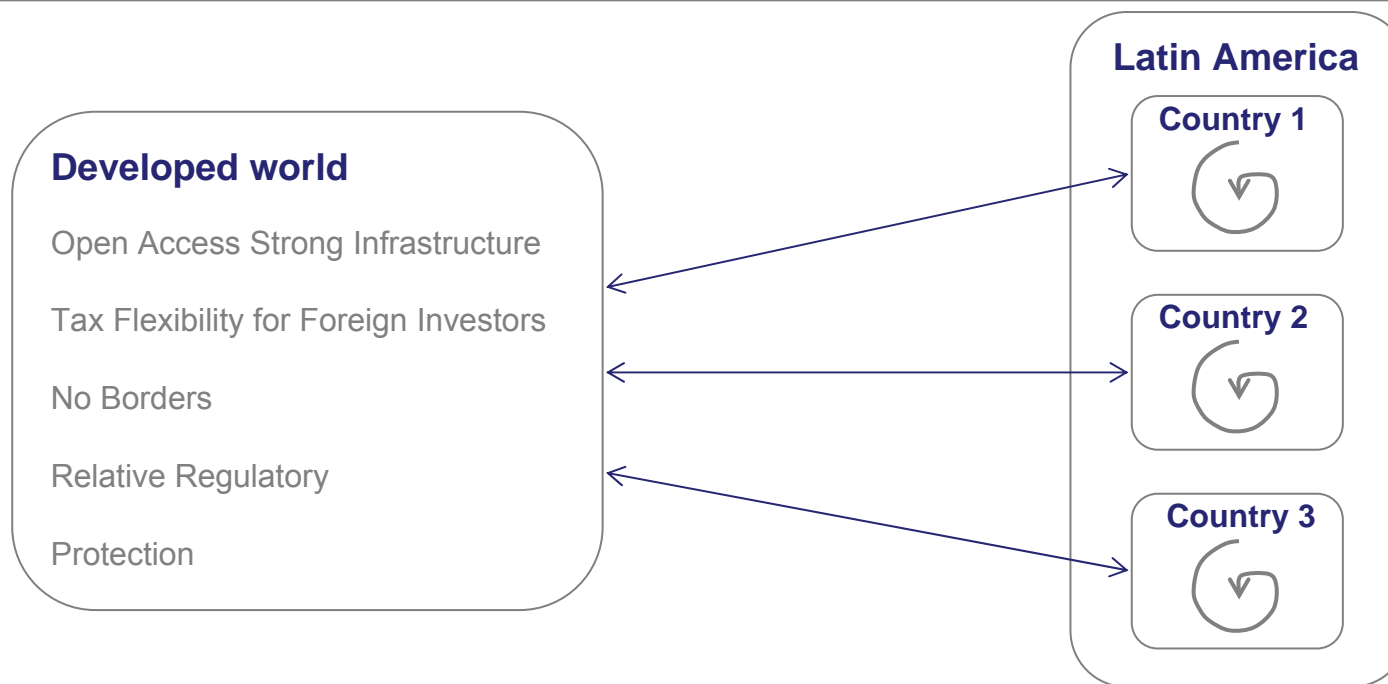 Developed world
Open Access Strong Infrastructure
Tax Flexibility for Foreign Investors
No Borders
Relative Regulatory
Protection
Latin America
Country 1
Country 2
Country 3